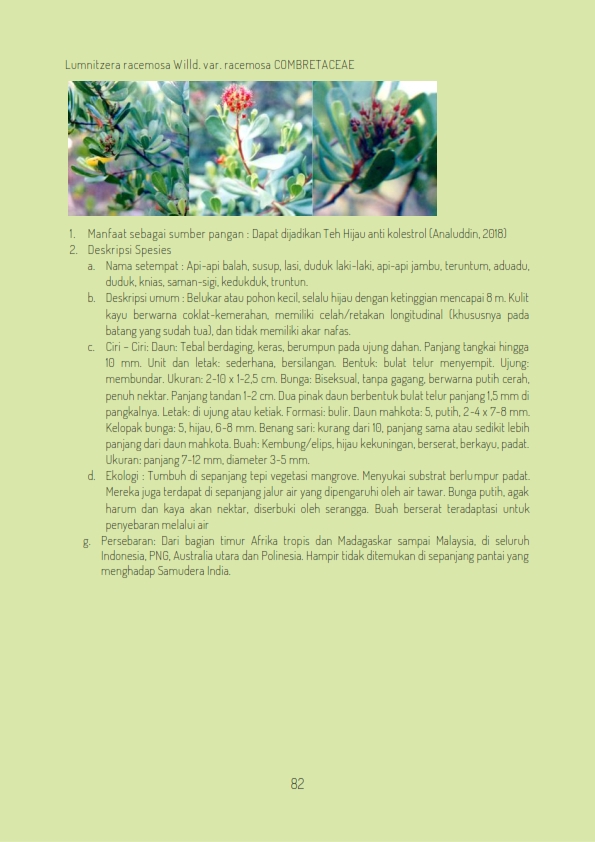 Lumnitzera racemosa Willd. var. racemosa COMBRETACEAE
1. Manfaat sebagai sumber pangan : Dapat dijadikan Teh Hijau anti kolestrol (Analuddin, 2018)
2. Deskripsi Spesies
a. Nama setempat : Api-api balah, susup, lasi, duduk laki-laki, api-api jambu, teruntum, aduadu,
duduk, knias, saman-sigi, kedukduk, truntun.
b. Deskripsi umum : Belukar atau pohon kecil, selalu hijau dengan ketinggian mencapai 8 m. Kulit
kayu berwarna coklat-kemerahan, memiliki celah/retakan longitudinal (khususnya pada
batang yang sudah tua), dan tidak memiliki akar nafas.
c. Ciri – Ciri: Daun: Tebal berdaging, keras, berumpun pada ujung dahan. Panjang tangkai hingga
10 mm. Unit dan letak: sederhana, bersilangan. Bentuk: bulat telur menyempit. Ujung:
membundar. Ukuran: 2-10 x 1-2,5 cm. Bunga: Biseksual, tanpa gagang, berwarna putih cerah,
penuh nektar. Panjang tandan 1-2 cm. Dua pinak daun berbentuk bulat telur panjang 1,5 mm di
pangkalnya. Letak: di ujung atau ketiak. Formasi: bulir. Daun mahkota: 5, putih, 2-4 x 7-8 mm.
Kelopak bunga: 5, hijau, 6-8 mm. Benang sari: kurang dari 10, panjang sama atau sedikit lebih
panjang dari daun mahkota. Buah: Kembung/elips, hijau kekuningan, berserat, berkayu, padat.
Ukuran: panjang 7-12 mm, diameter 3-5 mm.
d. Ekologi : Tumbuh di sepanjang tepi vegetasi mangrove. Menyukai substrat berlumpur padat.
Mereka juga terdapat di sepanjang jalur air yang dipengaruhi oleh air tawar. Bunga putih, agak
harum dan kaya akan nektar, diserbuki oleh serangga. Buah berserat teradaptasi untuk
penyebaran melalui air
g. Persebaran: Dari bagian timur Afrika tropis dan Madagaskar sampai Malaysia, di seluruh
Indonesia, PNG, Australia utara dan Polinesia. Hampir tidak ditemukan di sepanjang pantai yang
menghadap Samudera India.
82